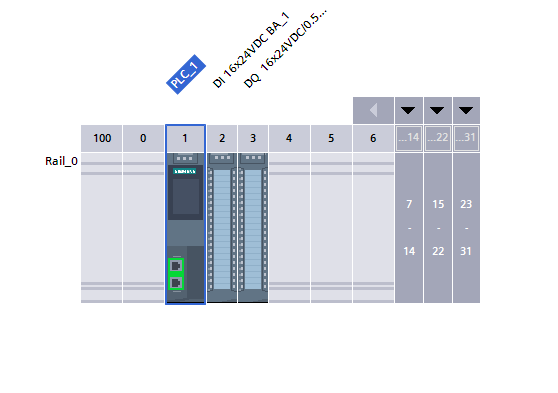 PLC_1
DI 16x24VDC BA_1
DQ 16x24VDC/0.5...
100 0 1 2 3 4 5 6 ...14 ...22 ...31
Rail_0
SIEMENS
7 15 23
- - -
14 22 31